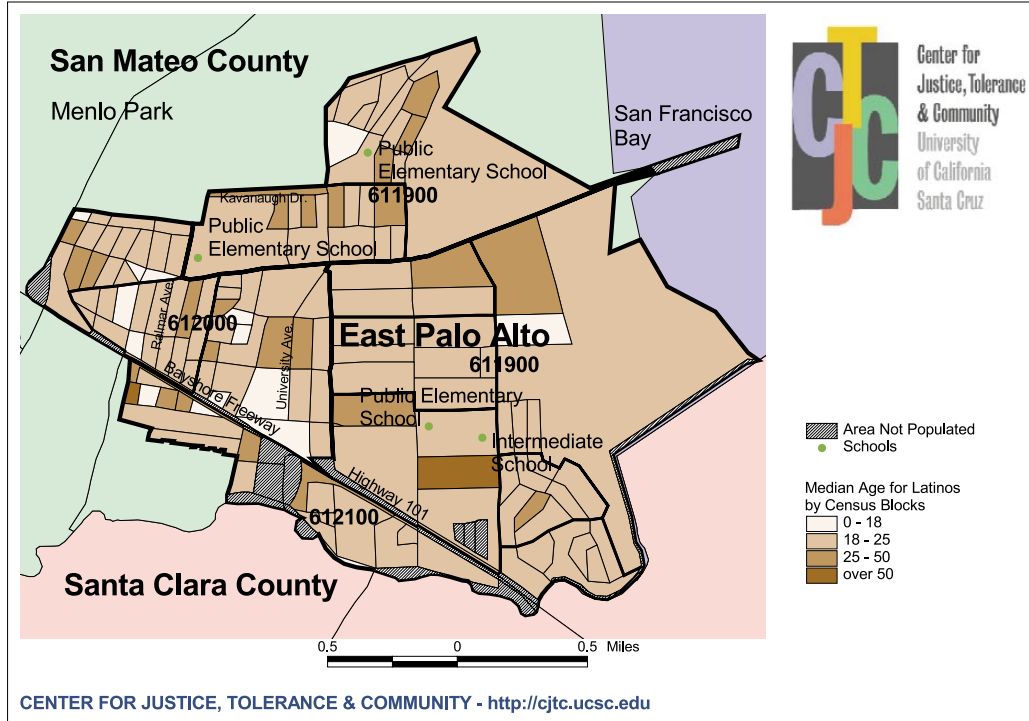 San Mateo County
Menlo Park
San Francisco
Bay
Public
Elementary School
611900
Kavanaugh Dr.
Public
Elementary School
Ralmar Ave.
612000
University Ave.
East Palo Alto
611900
Bayshore Freeway
Public Elementary
School
Intermediate
School
Highway 101
612100
Santa Clara County
0.5
0
0.5
Miles
CENTER FOR JUSTICE, TOLERANCE & COMMUNITY - http://cjtc.ucsc.edu
CTJC
Center for
Justice, Tolerance
& Community
University
of California
Santa Cruz
Area Not Populated
Schools
Median Age for Latinos
by Census Blocks
0 - 18
18 - 25
25 - 50
over 50